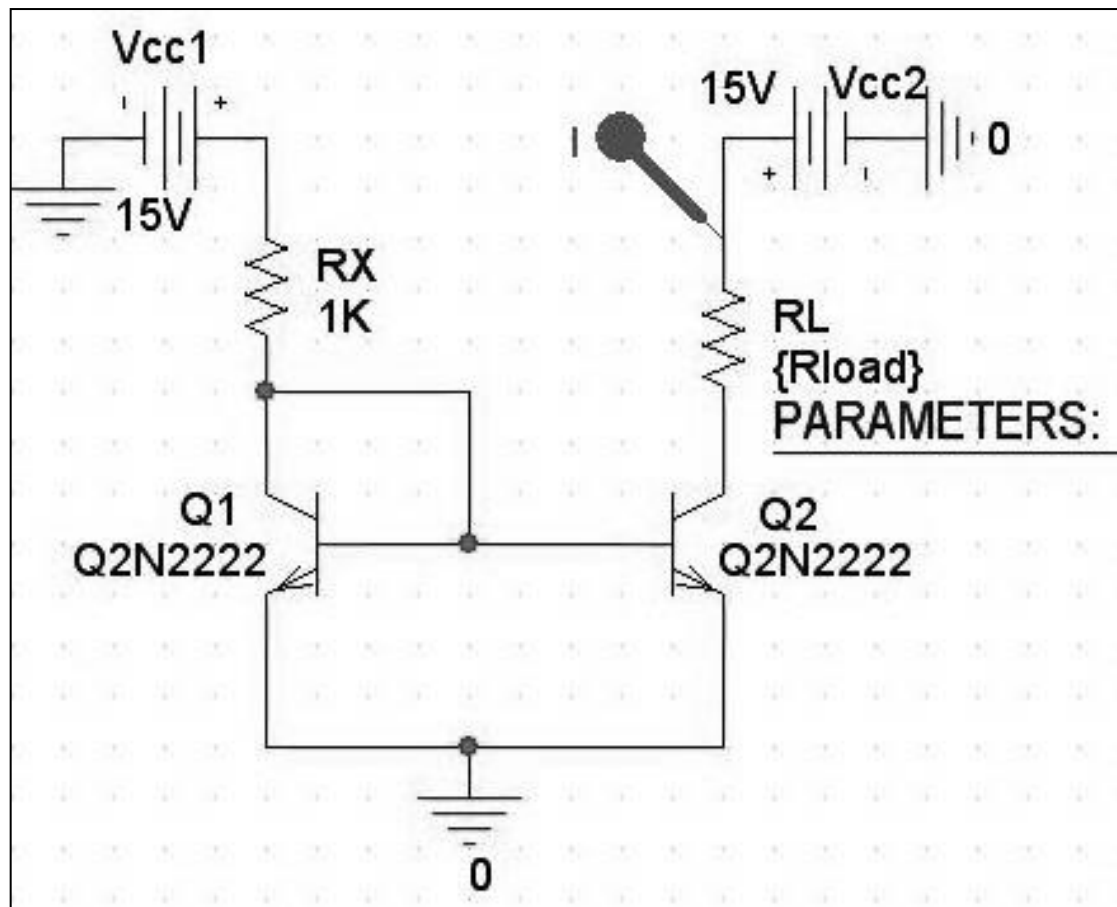 Vcc1
- +
15V
RX
1K
Q1
Q2N2222
0
I
15V
Vcc2
+ -
0
RL
{Rload}
PARAMETERS:
Q2
Q2N2222